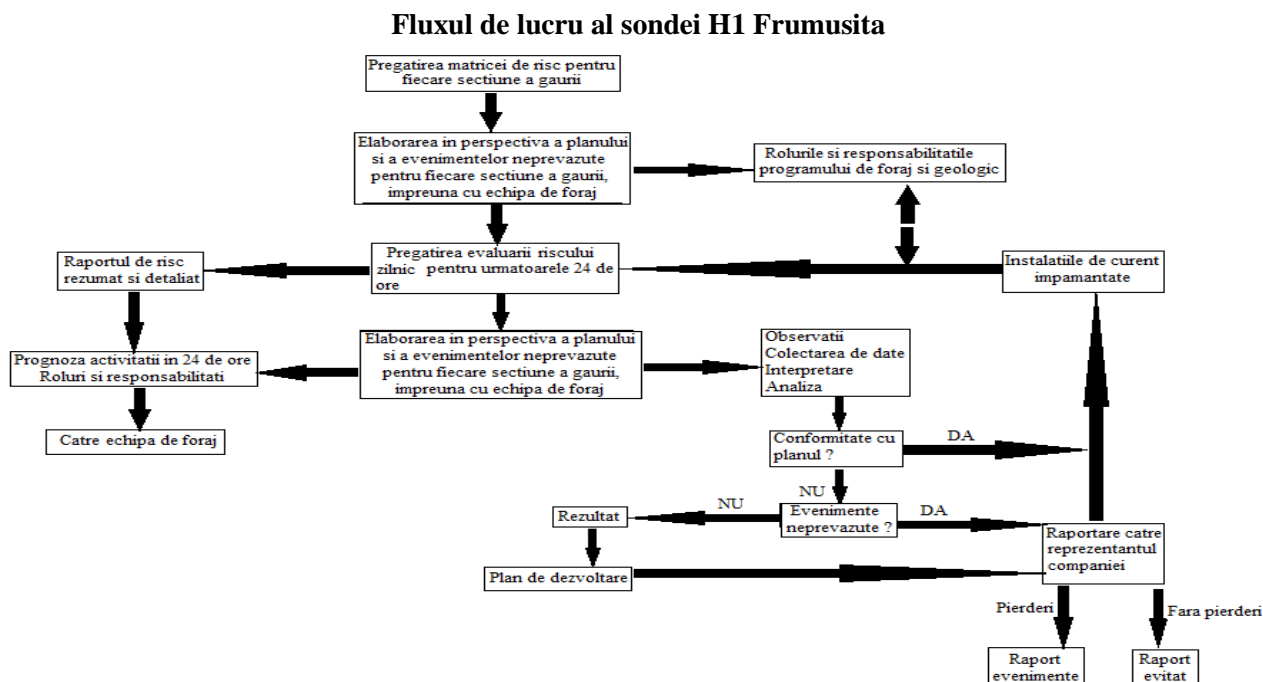 Fluxul de lucru al sondei H1 Frumusita
Pregatirea matricei de risc pentru
fiecare sectiune a gaurii
Elaborarea in perspectiva a planului
si a evenimentelor neprevazute
pentru fiecare sectiune a gaurii,
impreuna cu echipa de foraj
Rolurile si responsabilitatile
programului de foraj si geologic
Raportul de risc
rezumat si detaliat
Pregatirea evaluarii riscului
zilnic pentru urmatoarele 24 de
ore
Instalatiile de curent
impamantate
Prognoza activitatii in 24 de ore
Roluri si responsabilitati
Elaborarea in perspectiva a planului
si a evenimentelor neprevazute
pentru fiecare sectiune a gaurii,
impreuna cu echipa de foraj
Observatii
Colectarea de date
Interpretare
Analiza
Catre echipa de foraj
Conformitate cu
planul ?
DA
NU
NU
Evenimente
neprevazute ?
DA
Rezultat
Raportare catre
reprezentantul
companiei
Plan de dezvoltare
Pierderi
Fara pierderi
Raport
evenimente
Raport
evitat